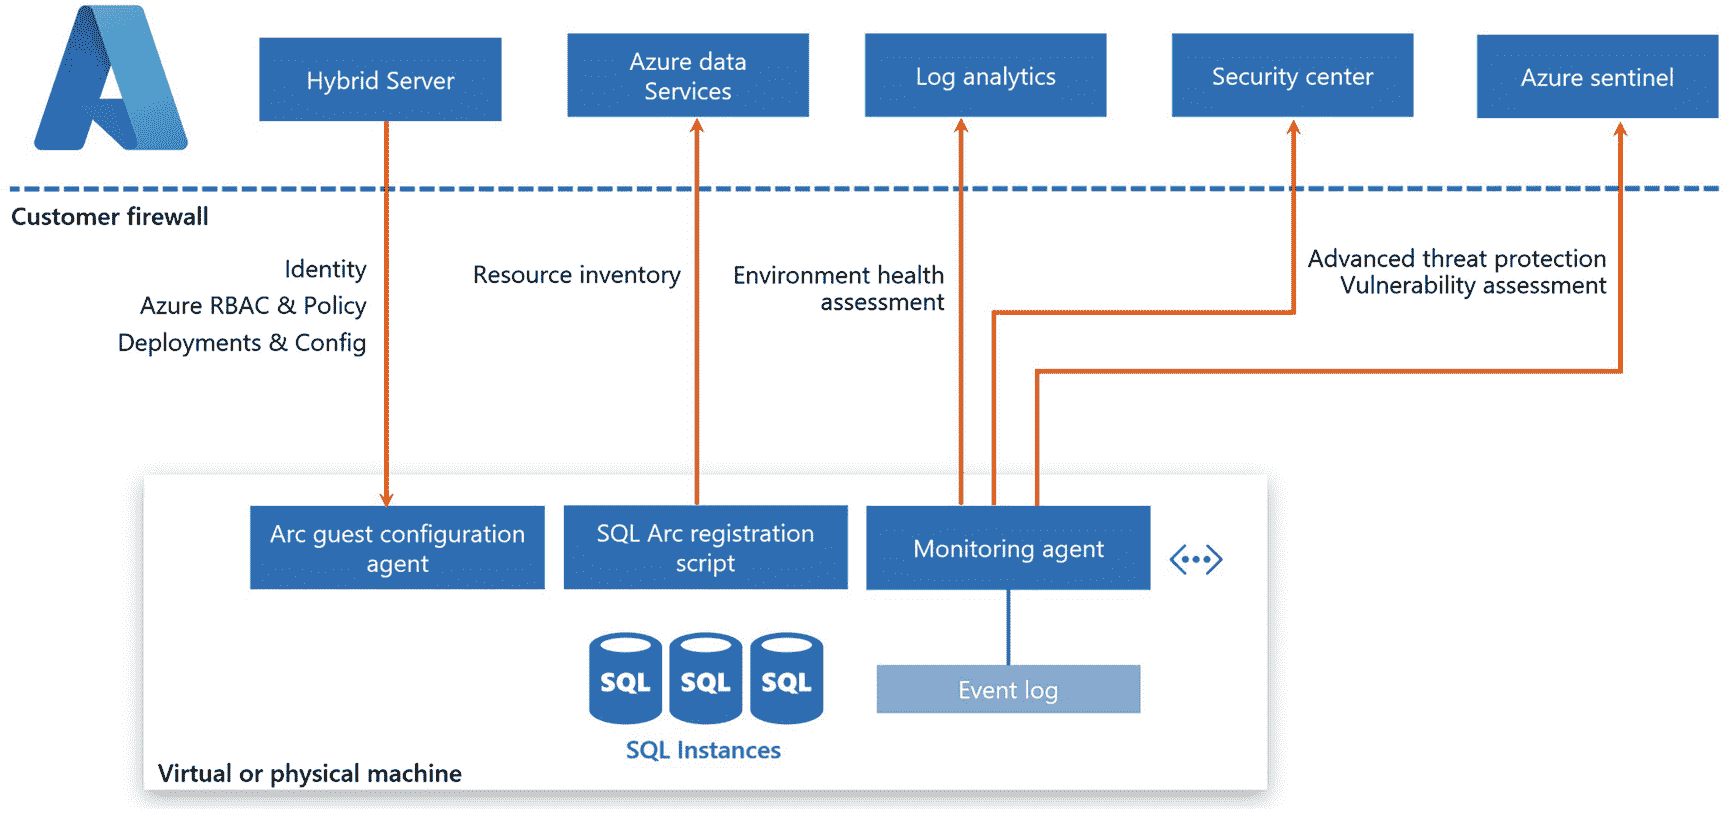 Hybrid Server
Azure data
Services
Log analytics
Security center
Azure sentinel
Customer firewall
Identity
Azure RBAC & Policy
Deployments & Config
Resource inventory
Environment health
assessment
Advanced threat protection
Vulnerability assessment
Arc guest configuration
agent
SQL Arc registration
script
Monitoring agent
SQL
SQL
SQL
SQL Instances
Event log
Virtual or physical machine